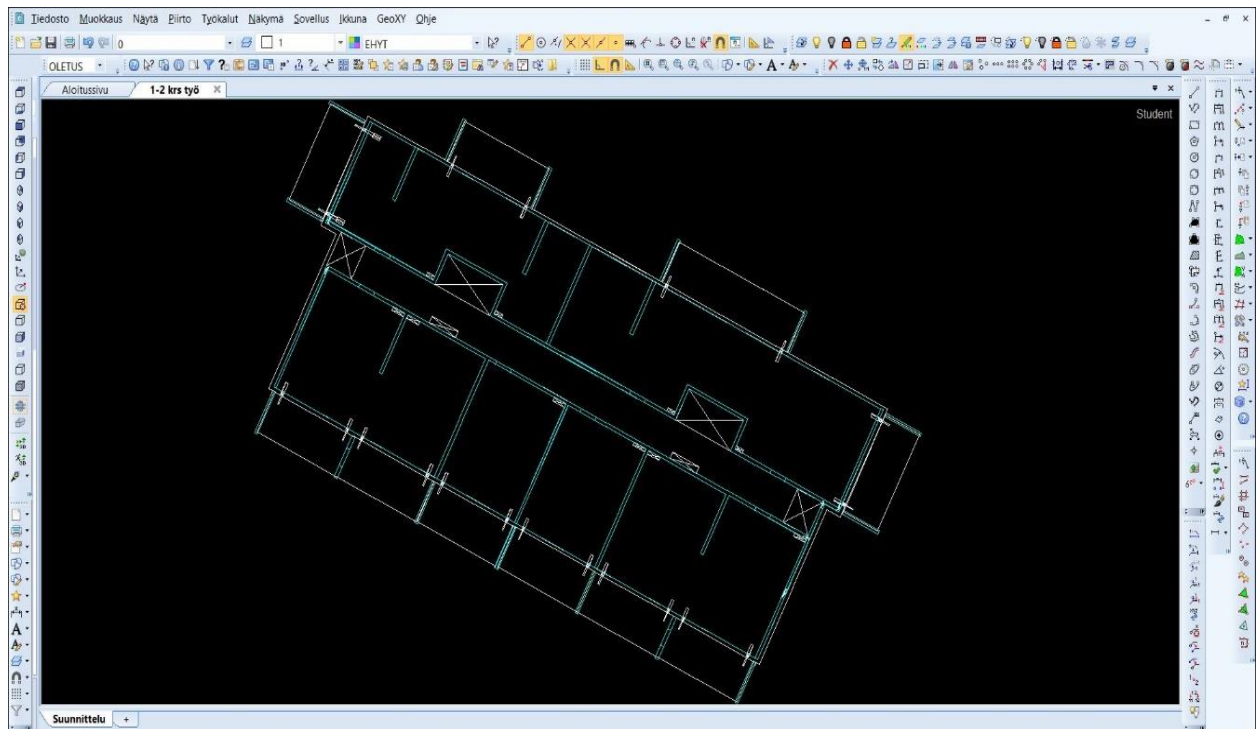 Tiedosto Muokkaus Näytä Piirto Työkalut Näkymä Sovellus Ikkuna GeoXY Ohje
0 1 EHYT
OLETUS
Aloitussivu 1-2 krs työ
Student
Suunnittelu +